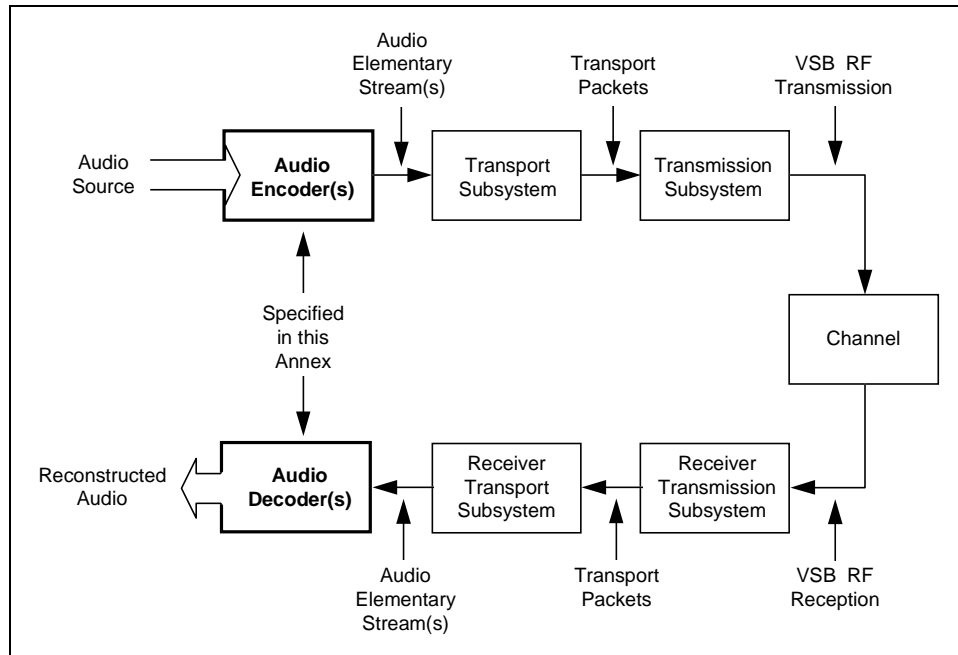 Audio
Elementary
Stream(s)
Transport
Packets
VSB RF
Transmission
Audio
Source
Audio
Encoder(s)
Transport
Subsystem
Transmission
Subsystem
Specified
in this
Annex
Channel
Reconstructed
Audio
Audio
Decoder(s)
Receiver
Transport
Subsystem
Receiver
Transmission
Subsystem
Audio
Elementary
Stream(s)
Transport
Packets
VSB RF
Reception